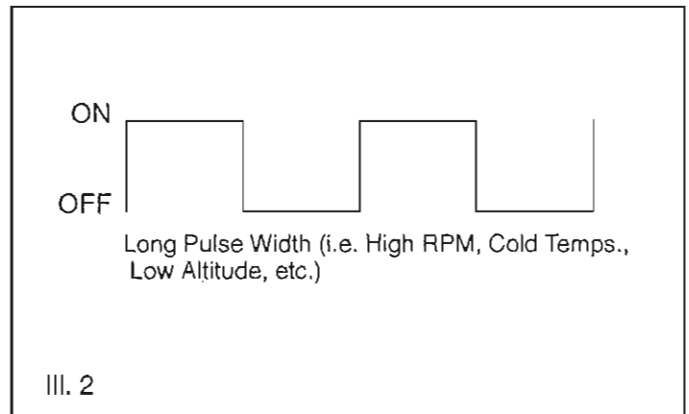 ON
OFF
Long Pulse Width (i.e. High RPM, Cold Temps.,
Low Altitude, etc.)
Ill. 2